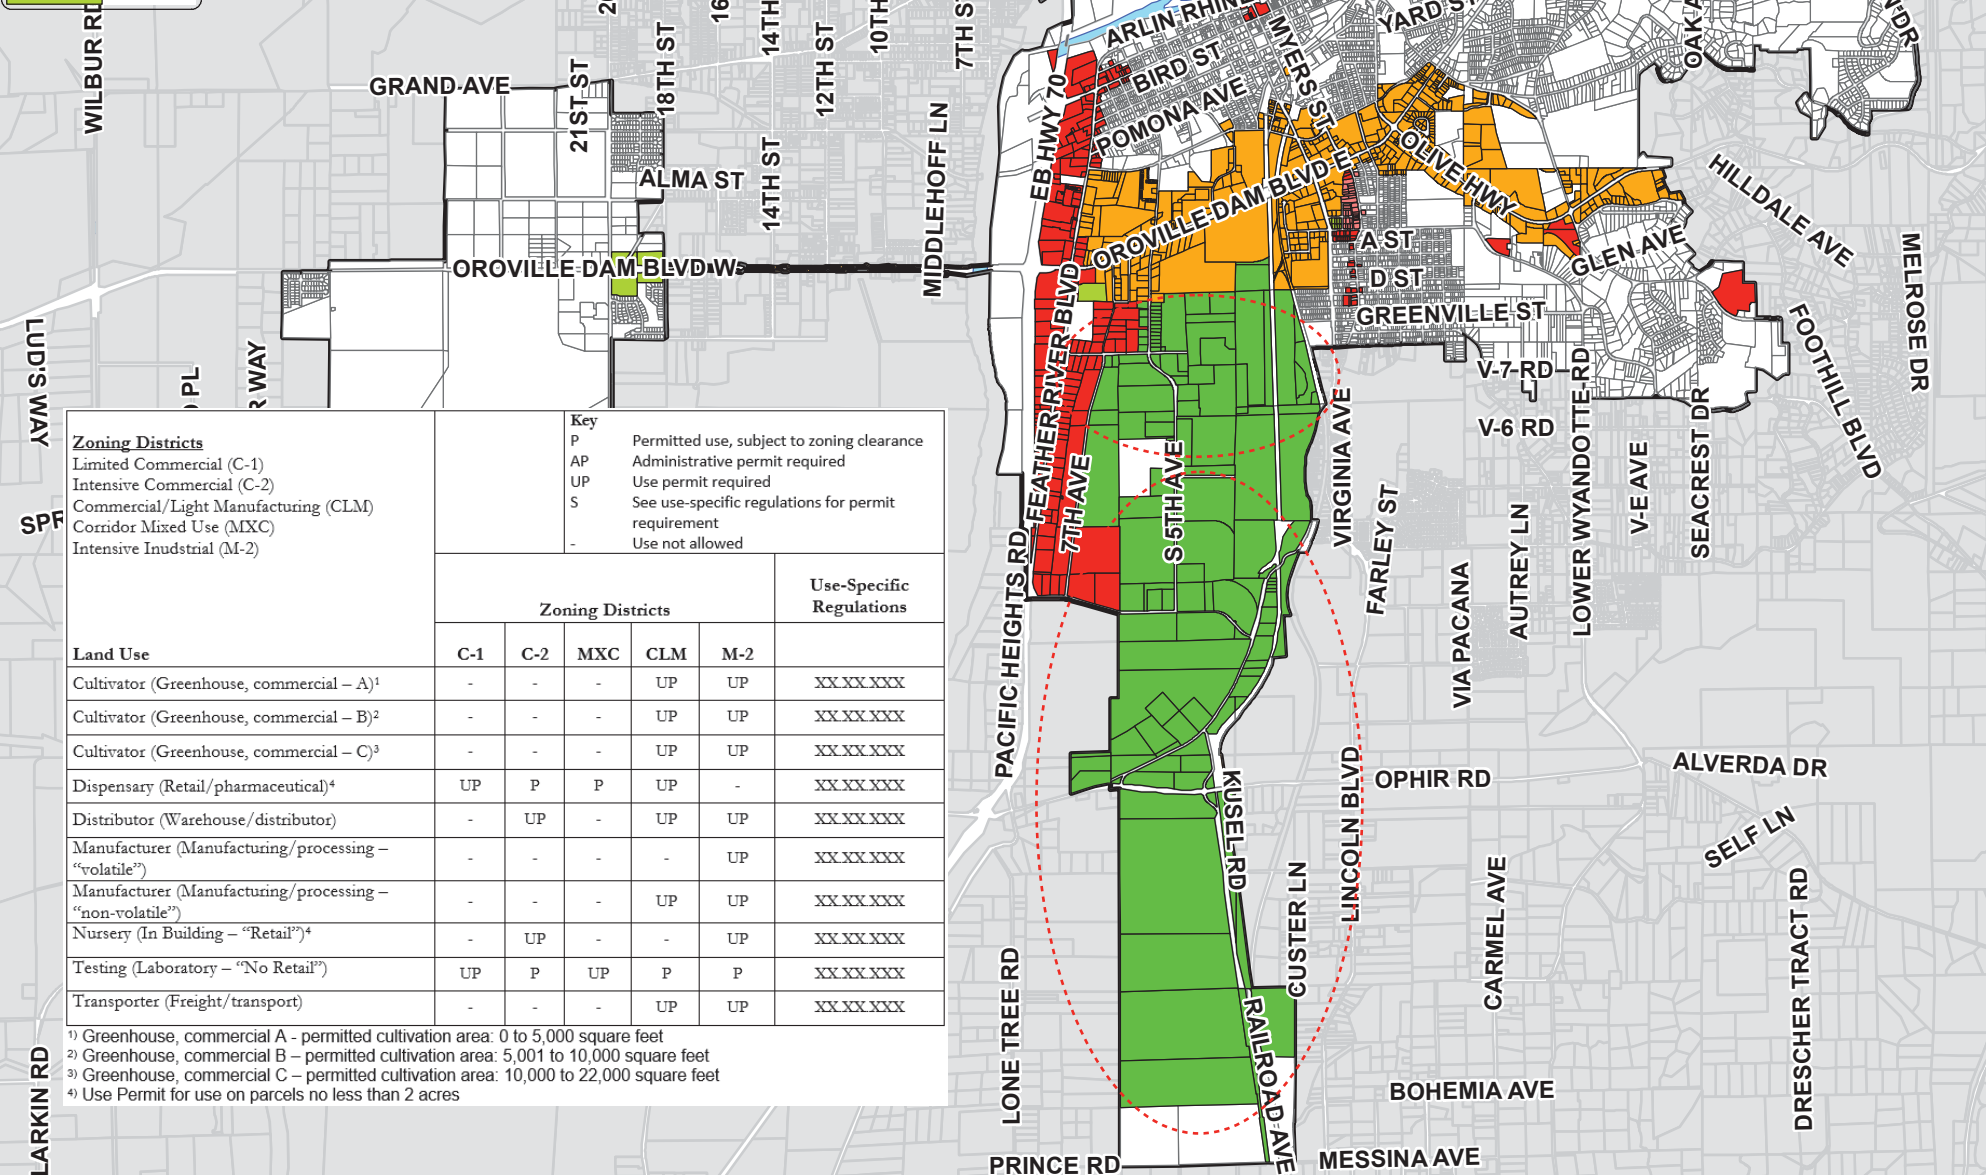 WILBUR RD
GRAND AVE
21ST ST
18TH ST
16
14TH
12TH ST
10TH
7TH ST
ALMA ST
14TH ST
MIDDLEHOFF LN
OROVILLE DAM BLVD W
EB HWY 70
ARLIN RHINE
BIRD ST
POMONA AVE
MYERS ST
YARD ST
OAK A
N DR
OROVILLE DAM BLVD E
OLIVE HWY
HILLDALE AVE
GLEN AVE
A ST
D ST
GREENVILLE ST
MELROSE DR
FOOTHILL BLVD
V-7 RD
V-6 RD
LUD'S WAY
PL
R WAY
SPR
FEATHER RIVER BLVD
7TH AVE
S 5TH AVE
VIRGINIA AVE
FARLEY ST
VIA PACANA
AUTREY LN
LOWER WYANDOTTE RD
V-E AVE
SEACREST DR
PACIFIC HEIGHTS RD
Zoning Districts
Limited Commercial (C-1)
Intensive Commercial (C-2)
Commercial/Light Manufacturing (CLM)
Corridor Mixed Use (MXC)
Intensive Inudstrial (M-2)
Key
P Permitted use, subject to zoning clearance
AP Administrative permit required
UP Use permit required
S See use-specific regulations for permit
requirement
- Use not allowed
Zoning Districts
Use-Specific
Regulations
Land Use C-1 C-2 MXC CLM M-2
Cultivator (Greenhouse, commercial – A)¹ - - - UP UP XX.XX.XXX
Cultivator (Greenhouse, commercial – B)² - - - UP UP XX.XX.XXX
Cultivator (Greenhouse, commercial – C)³ - - - UP UP XX.XX.XXX
Dispensary (Retail/pharmaceutical)⁴ UP P P UP - XX.XX.XXX
Distributor (Warehouse/distributor) - UP - UP UP XX.XX.XXX
Manufacturer (Manufacturing/processing –
“volatile”) - - - - UP XX.XX.XXX
Manufacturer (Manufacturing/processing –
“non-volatile”) - - - UP UP XX.XX.XXX
Nursery (In Building – “Retail”)⁴ - UP - - UP XX.XX.XXX
Testing (Laboratory – “No Retail”) UP P UP P P XX.XX.XXX
Transporter (Freight/transport) - - - UP UP XX.XX.XXX
¹⁾ Greenhouse, commercial A - permitted cultivation area: 0 to 5,000 square feet
²⁾ Greenhouse, commercial B – permitted cultivation area: 5,001 to 10,000 square feet
³⁾ Greenhouse, commercial C – permitted cultivation area: 10,000 to 22,000 square feet
⁴⁾ Use Permit for use on parcels no less than 2 acres
OPHIR RD
ALVERDA DR
KUSEL RD
LINCOLN BLVD
SELF LN
CUSTER LN
CARMEL AVE
DRESCHER TRACT RD
LONE TREE RD
RAILROAD AVE
BOHEMIA AVE
LARKIN RD
PRINCE RD
MESSINA AVE